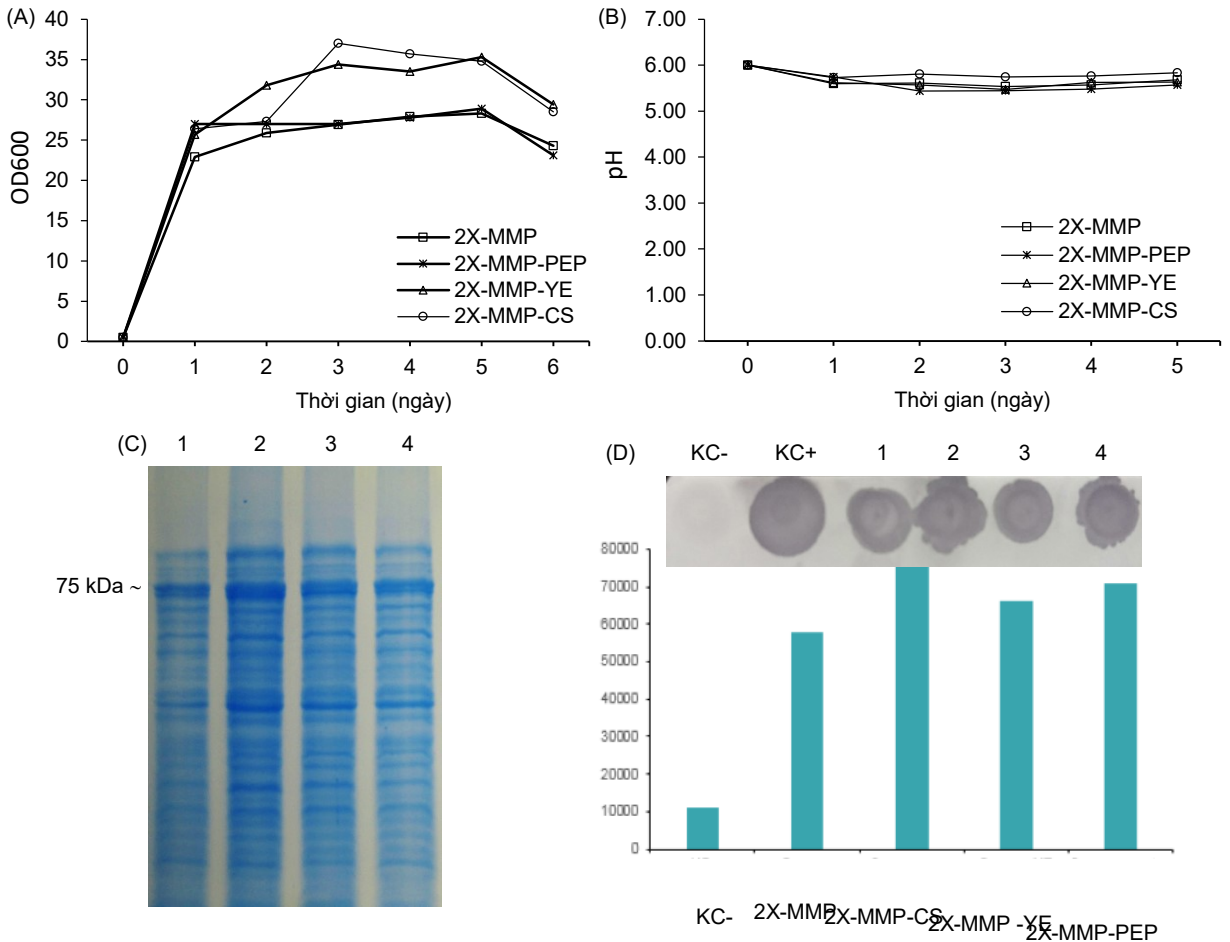 (A)
40
35
30
25
20
15
10
5
0
OD600
0 1 2 3 4 5 6
Thời gian (ngày)
2X-MMP
2X-MMP-PEP
2X-MMP-YE
2X-MMP-CS
(B)
7.00
6.00
5.00
4.00
3.00
2.00
1.00
0.00
pH
0 1 2 3 4 5
Thời gian (ngày)
2X-MMP
2X-MMP-PEP
2X-MMP-YE
2X-MMP-CS
(C) 1 2 3 4
75 kDa ~
(D) KC- KC+ 1 2 3 4
80000
70000
60000
50000
40000
30000
20000
10000
0
KC-
2X-MMP
2X-MMP-CS
2X-MMP -YE
2X-MMP-PEP